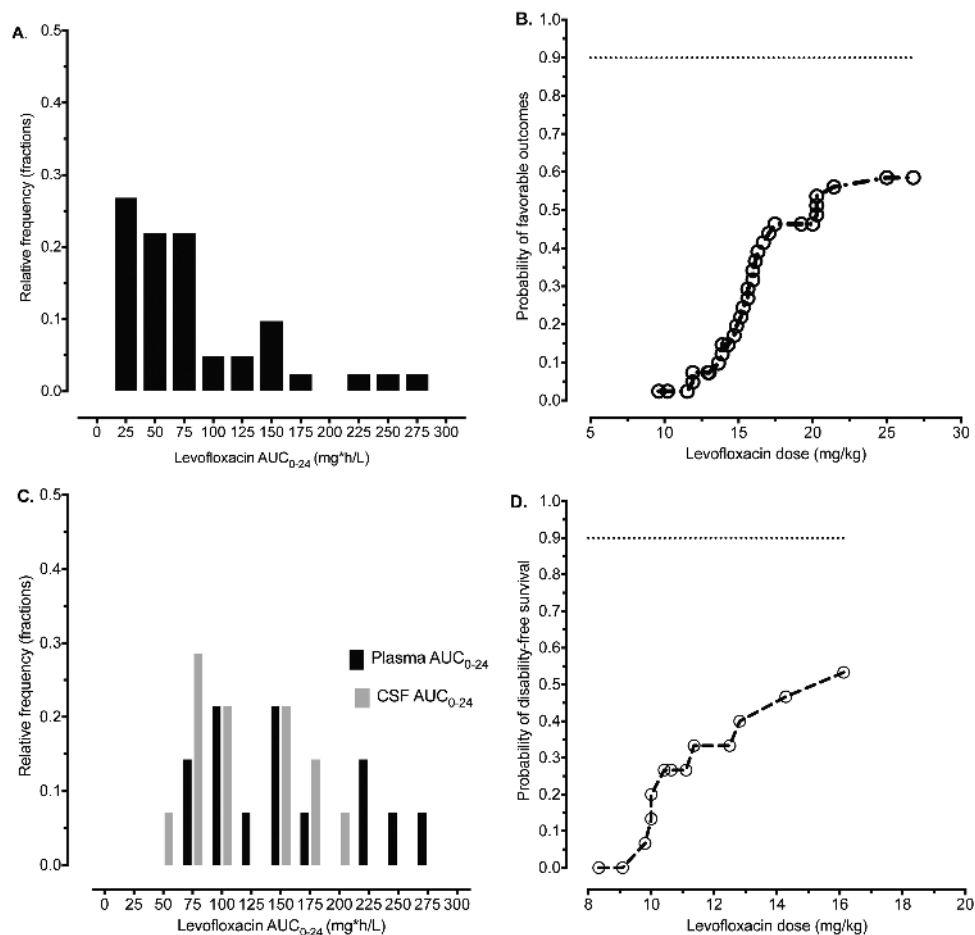 A.
0.5
0.4
0.3
0.2
0.1
0.0
Relative frequency (fractions)
0 25 50 75 100 125 150 175 200 225 250 275 300
Levofloxacin AUC0-24 (mg*h/L)
B.
1.0
0.9
0.8
0.7
0.6
0.5
0.4
0.3
0.2
0.1
0.0
Probability of favorable outcomes
5 10 15 20 25 30
Levofloxacin dose (mg/kg)
C.
0.5
0.4
0.3
0.2
0.1
0.0
Relative frequency (fractions)
Plasma AUC0-24
CSF AUC0-24
0 25 50 75 100 125 150 175 200 225 250 275 300
Levofloxacin AUC0-24 (mg*h/L)
D.
1.0
0.9
0.8
0.7
0.6
0.5
0.4
0.3
0.2
0.1
0.0
Probability of disability-free survival
8 10 12 14 16 18 20
Levofloxacin dose (mg/kg)